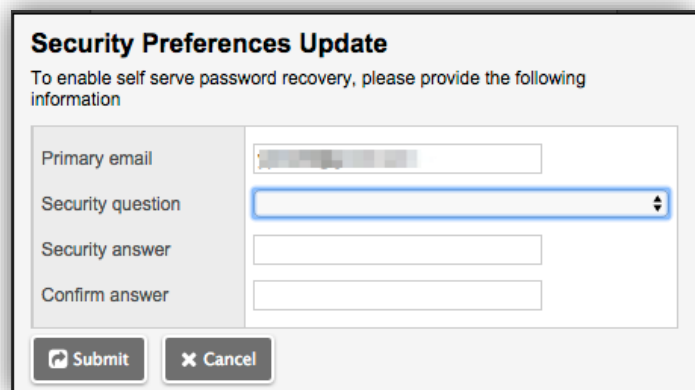 Security Preferences Update
To enable self serve password recovery, please provide the following
information
Primary email
Security question
Security answer
Confirm answer
Submit
Cancel